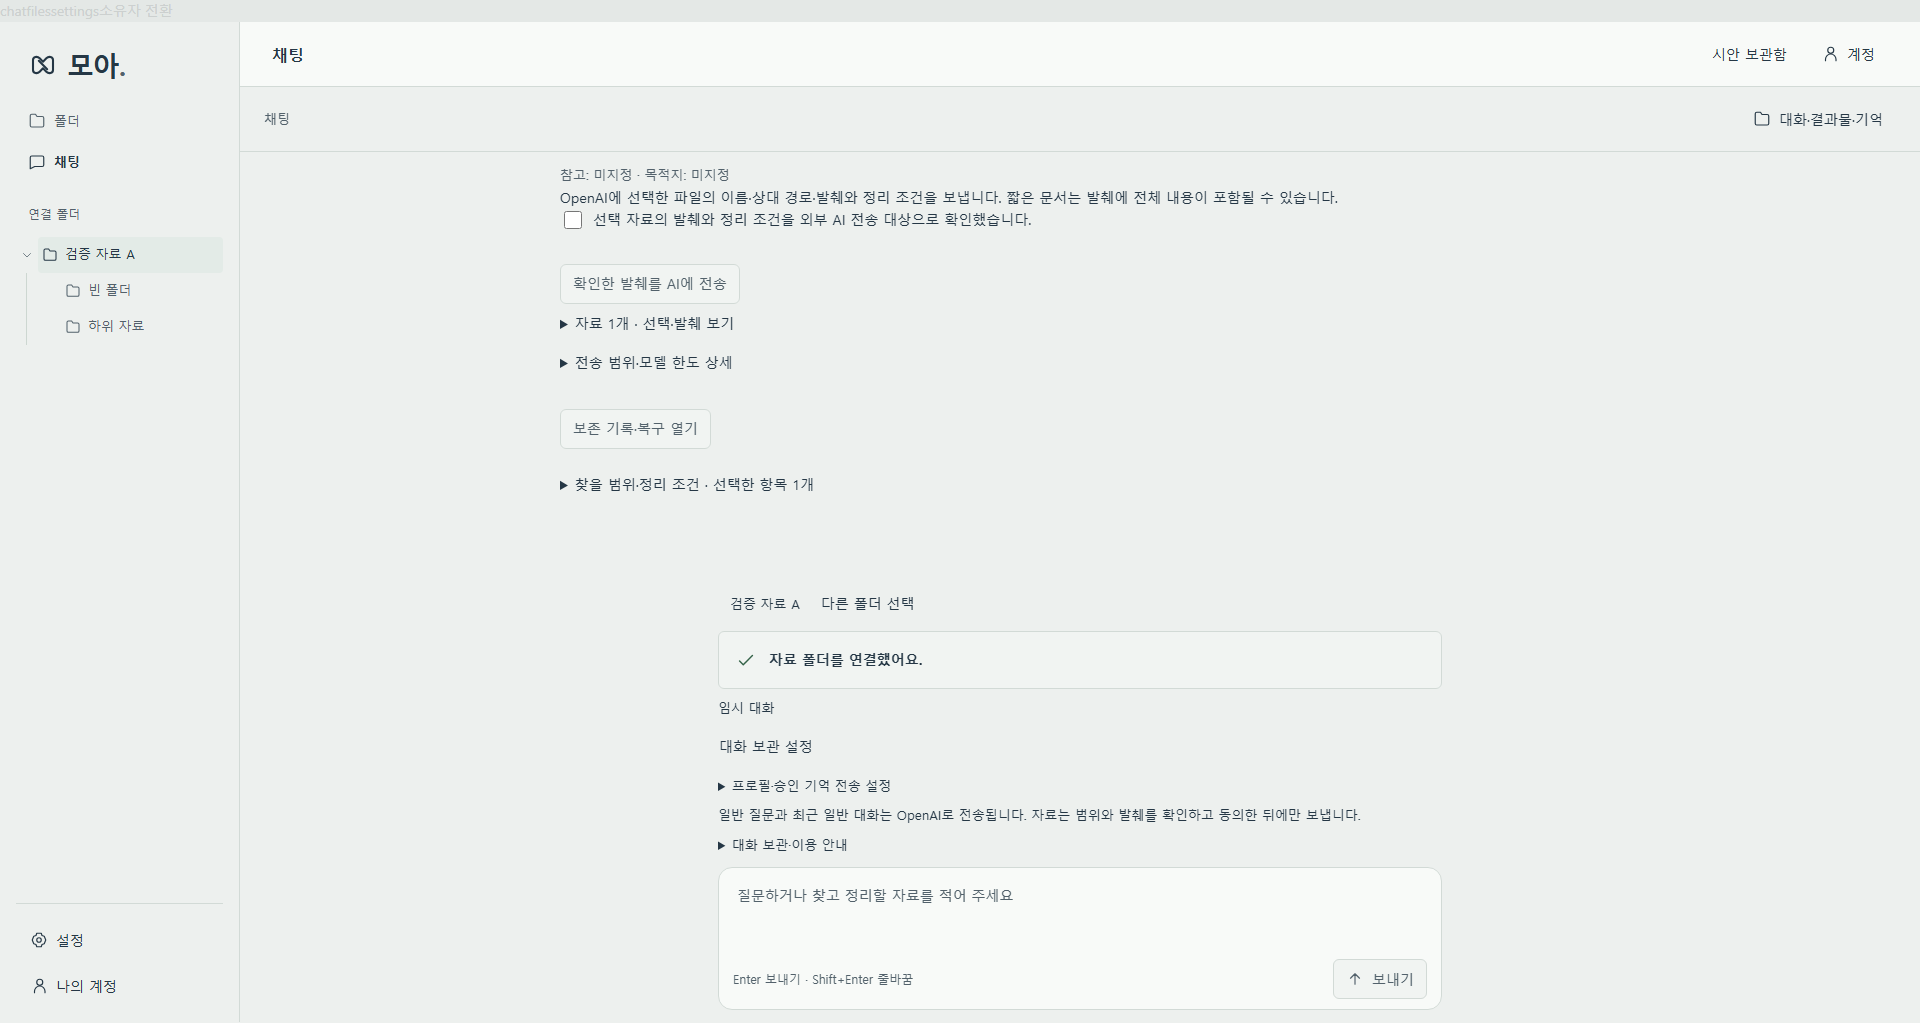 chatfilessettings소유자 전환
모아.
폴더
채팅
연결 폴더
검증 자료 A
빈 폴더
하위 자료
설정
나의 계정
채팅
시안 보관함
계정
채팅
대화·결과물·기억
참고: 미지정 · 목적지: 미지정
OpenAI에 선택한 파일의 이름·상대 경로·발췌와 정리 조건을 보냅니다. 짧은 문서는 발췌에 전체 내용이 포함될 수 있습니다.
선택 자료의 발췌와 정리 조건을 외부 AI 전송 대상으로 확인했습니다.
확인한 발췌를 AI에 전송
▶ 자료 1개 · 선택·발췌 보기
▶ 전송 범위·모델 한도 상세
보존 기록·복구 열기
▶ 찾을 범위·정리 조건 · 선택한 항목 1개
검증 자료 A 다른 폴더 선택
자료 폴더를 연결했어요.
임시 대화
대화 보관 설정
▶ 프로필·승인 기억 전송 설정
일반 질문과 최근 일반 대화는 OpenAI로 전송됩니다. 자료는 범위와 발췌를 확인하고 동의한 뒤에만 보냅니다.
▶ 대화 보관·이용 안내
질문하거나 찾고 정리할 자료를 적어 주세요
Enter 보내기 · Shift+Enter 줄바꿈
보내기